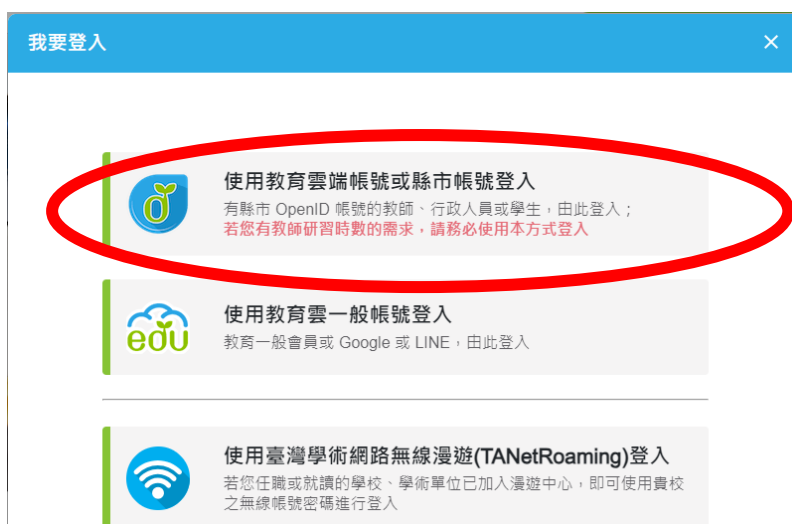 我要登入
使用教育雲端帳號或縣市帳號登入
有縣市 OpenID 帳號的教師、行政人員或學生，由此登入；
若您有教師研習時數的需求，請務必使用本方式登入
使用教育雲一般帳號登入
edu
教育一般會員或 Google 或 LINE，由此登入
使用臺灣學術網路無線漫遊(TANetRoaming)登入
若您任職或就讀的學校、學術單位已加入漫遊中心，即可使用貴校
之無線帳號密碼進行登入